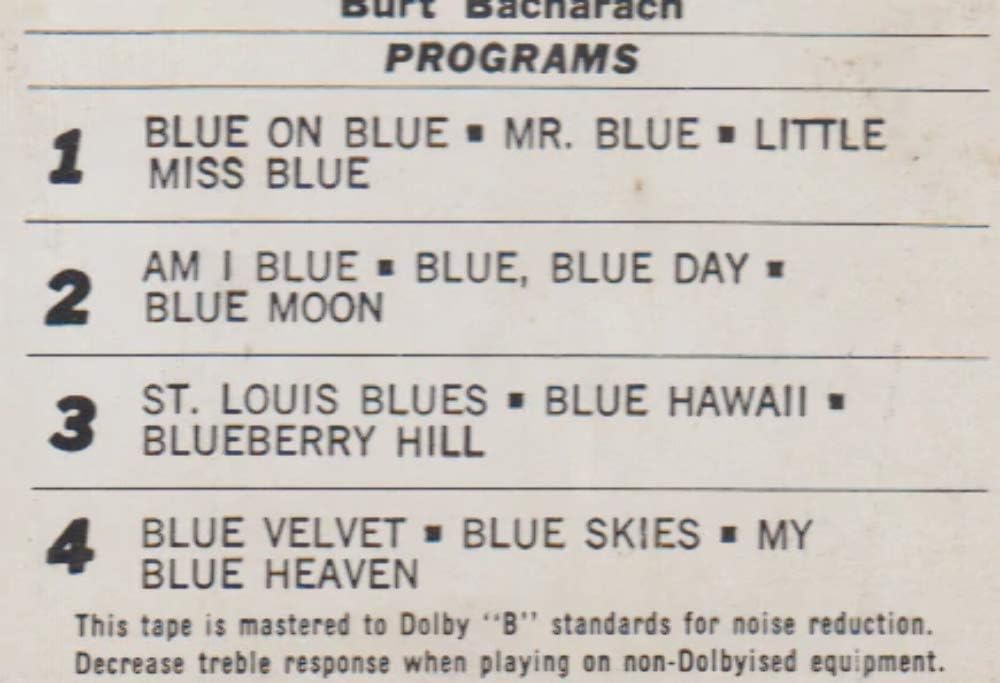 Burt Bacharach
PROGRAMS
1 BLUE ON BLUE ▪ MR. BLUE ▪ LITTLE
MISS BLUE
2 AM I BLUE ▪ BLUE, BLUE DAY ▪
BLUE MOON
3 ST. LOUIS BLUES ▪ BLUE HAWAII ▪
BLUEBERRY HILL
4 BLUE VELVET ▪ BLUE SKIES ▪ MY
BLUE HEAVEN
This tape is mastered to Dolby "B" standards for noise reduction.
Decrease treble response when playing on non-Dolbyised equipment.